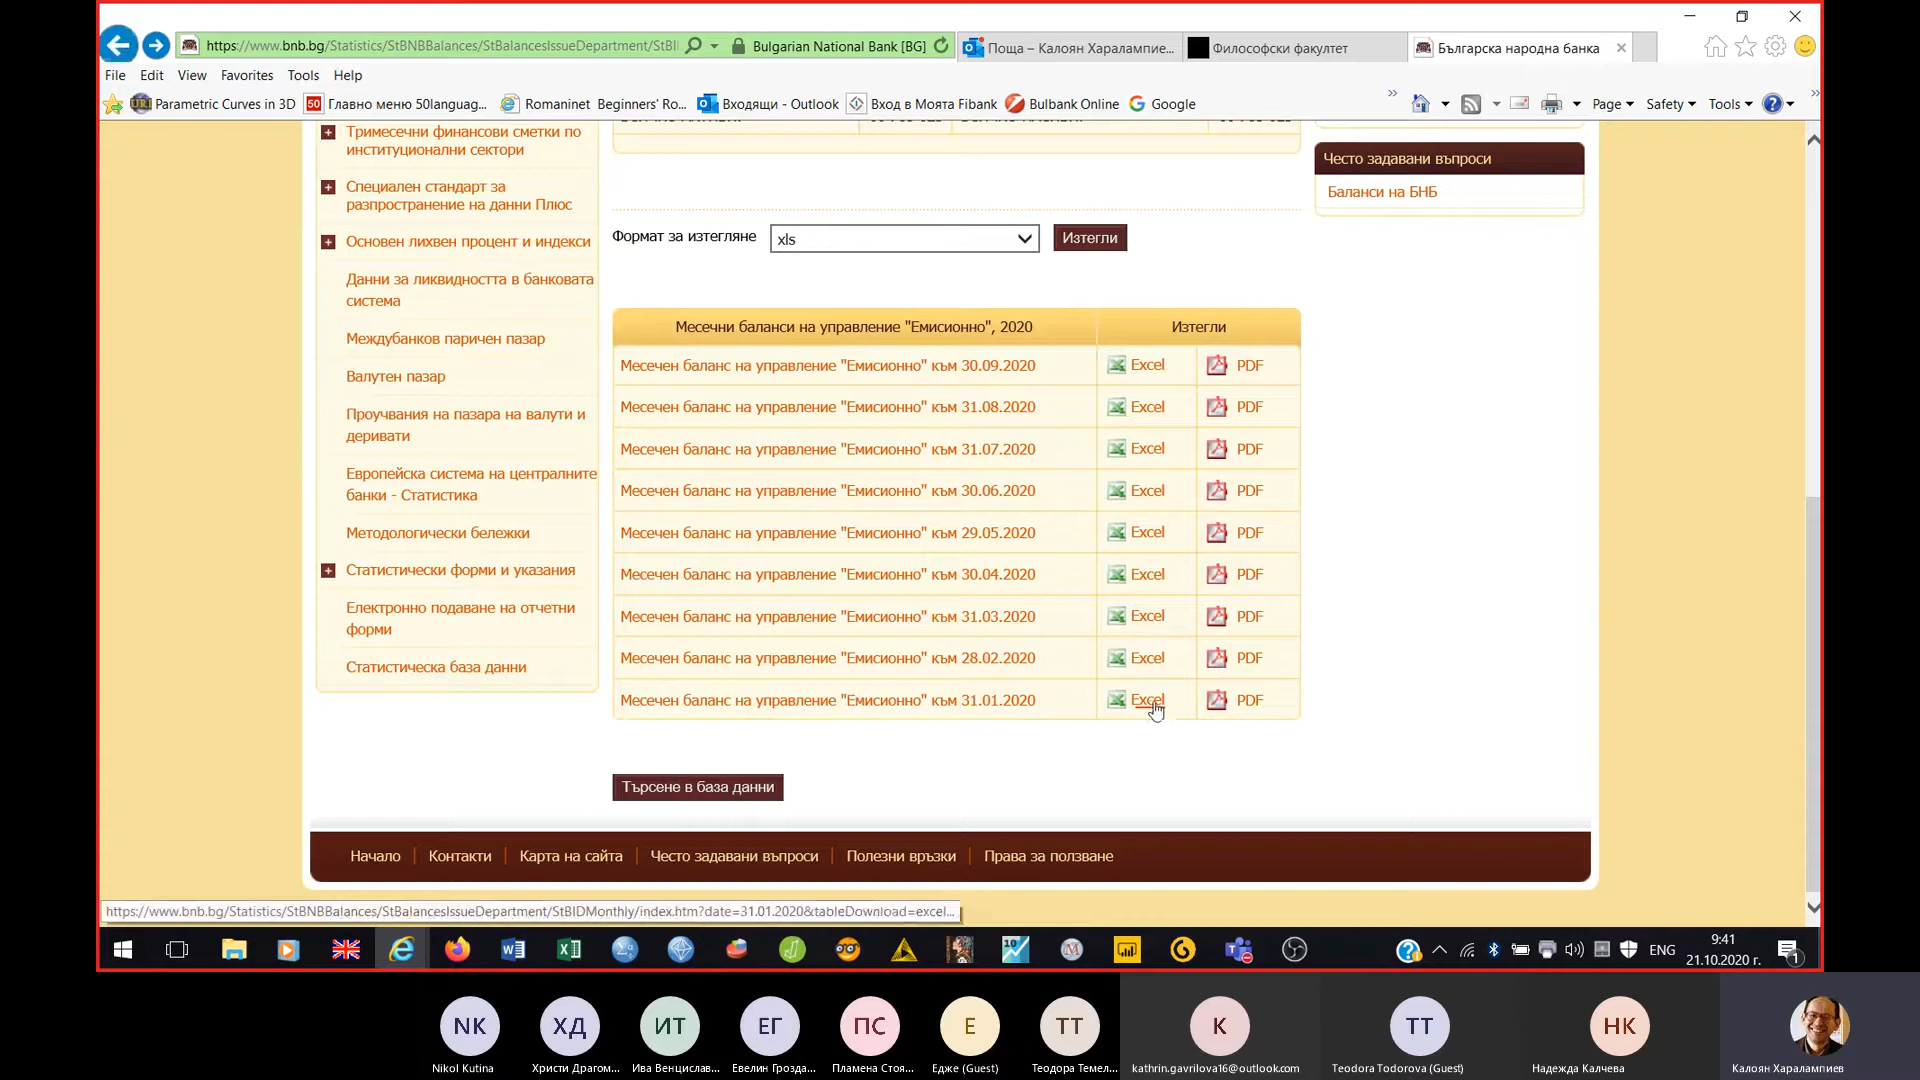 https://www.bnb.bg/Statistics/StBNBBalances/StBalancesIssueDepartment/StBI
Bulgarian National Bank [BG]
Поща – Калоян Харалампие...
Философски факултет
Българска народна банка
File Edit View Favorites Tools Help
Parametric Curves in 3D
50
Главно меню 50languag...
Romaninet Beginners' Ro...
Входящи - Outlook
Вход в Моята Fibank
Bulbank Online
Google
Page
Safety
Tools
Тримесечни финансови сметки по
институционални сектори
Специален стандарт за
разпространение на данни Плюс
Основен лихвен процент и индекси
Данни за ликвидността в банковата
система
Междубанков паричен пазар
Валутен пазар
Проучвания на пазара на валути и
деривати
Европейска система на централните
банки - Статистика
Методологически бележки
Статистически форми и указания
Електронно подаване на отчетни
форми
Статистическа база данни
Формат за изтегляне
xls
Изтегли
Месечни баланси на управление "Емисионно", 2020 Изтегли
Месечен баланс на управление "Емисионно" към 30.09.2020 Excel PDF
Месечен баланс на управление "Емисионно" към 31.08.2020 Excel PDF
Месечен баланс на управление "Емисионно" към 31.07.2020 Excel PDF
Месечен баланс на управление "Емисионно" към 30.06.2020 Excel PDF
Месечен баланс на управление "Емисионно" към 29.05.2020 Excel PDF
Месечен баланс на управление "Емисионно" към 30.04.2020 Excel PDF
Месечен баланс на управление "Емисионно" към 31.03.2020 Excel PDF
Месечен баланс на управление "Емисионно" към 28.02.2020 Excel PDF
Месечен баланс на управление "Емисионно" към 31.01.2020 Excel PDF
Търсене в база данни
Често задавани въпроси
Баланси на БНБ
Начало Контакти Карта на сайта Често задавани въпроси Полезни връзки Права за ползване
https://www.bnb.bg/Statistics/StBNBBalances/StBalancesIssueDepartment/StBIDMonthly/index.htm?date=31.01.2020&tableDownload=excel...
ENG
9:41
21.10.2020 г.
1
NK
ХД
ИТ
ЕГ
ПС
Е
ТТ
K
TT
НК
Nikol Kutina
Христи Драгом...
Ива Венцислав...
Евелин Грозда...
Пламена Стоя...
Едже (Guest)
Теодора Темел...
kathrin.gavrilova16@outlook.com
Teodora Todorova (Guest)
Надежда Калчева
Калоян Харалампиев